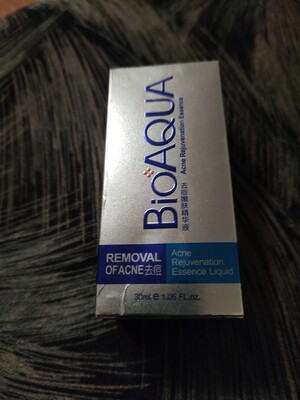 BIOAQUA
Acne Rejuvenation Essence
去痘嫩肤精华液
REMOVAL
OFACNE去痘
Acne
Rejuvenation
Essence Liquid
30ml e 1.05 FL.oz.